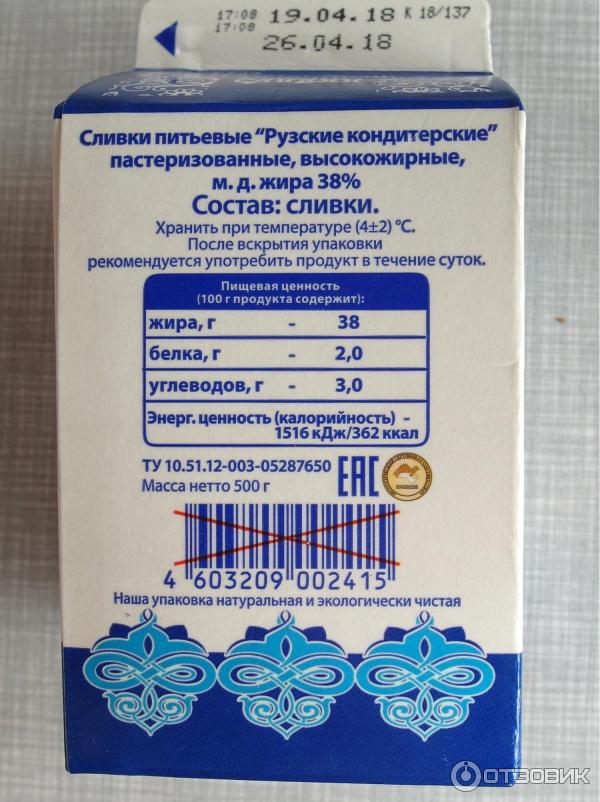 17:08 19.04.18 К 18/137
17:08 26.04.18
Сливки питьевые “Рузские кондитерские”
пастеризованные, высокожирные,
м. д. жира 38%
Состав: сливки.
Хранить при температуре (4±2) °С.
После вскрытия упаковки
рекомендуется употребить продукт в течение суток.
Пищевая ценность
(100 г продукта содержит):
жира, г - 38
белка, г - 2,0
углеводов, г - 3,0
Энерг. ценность (калорийность) -
1516 кДж/362 ккал
ТУ 10.51.12-003-05287650
Масса нетто 500 г
ЕАС
4 603209 002415
Наша упаковка натуральная и экологически чистая
ОТЗОВИК